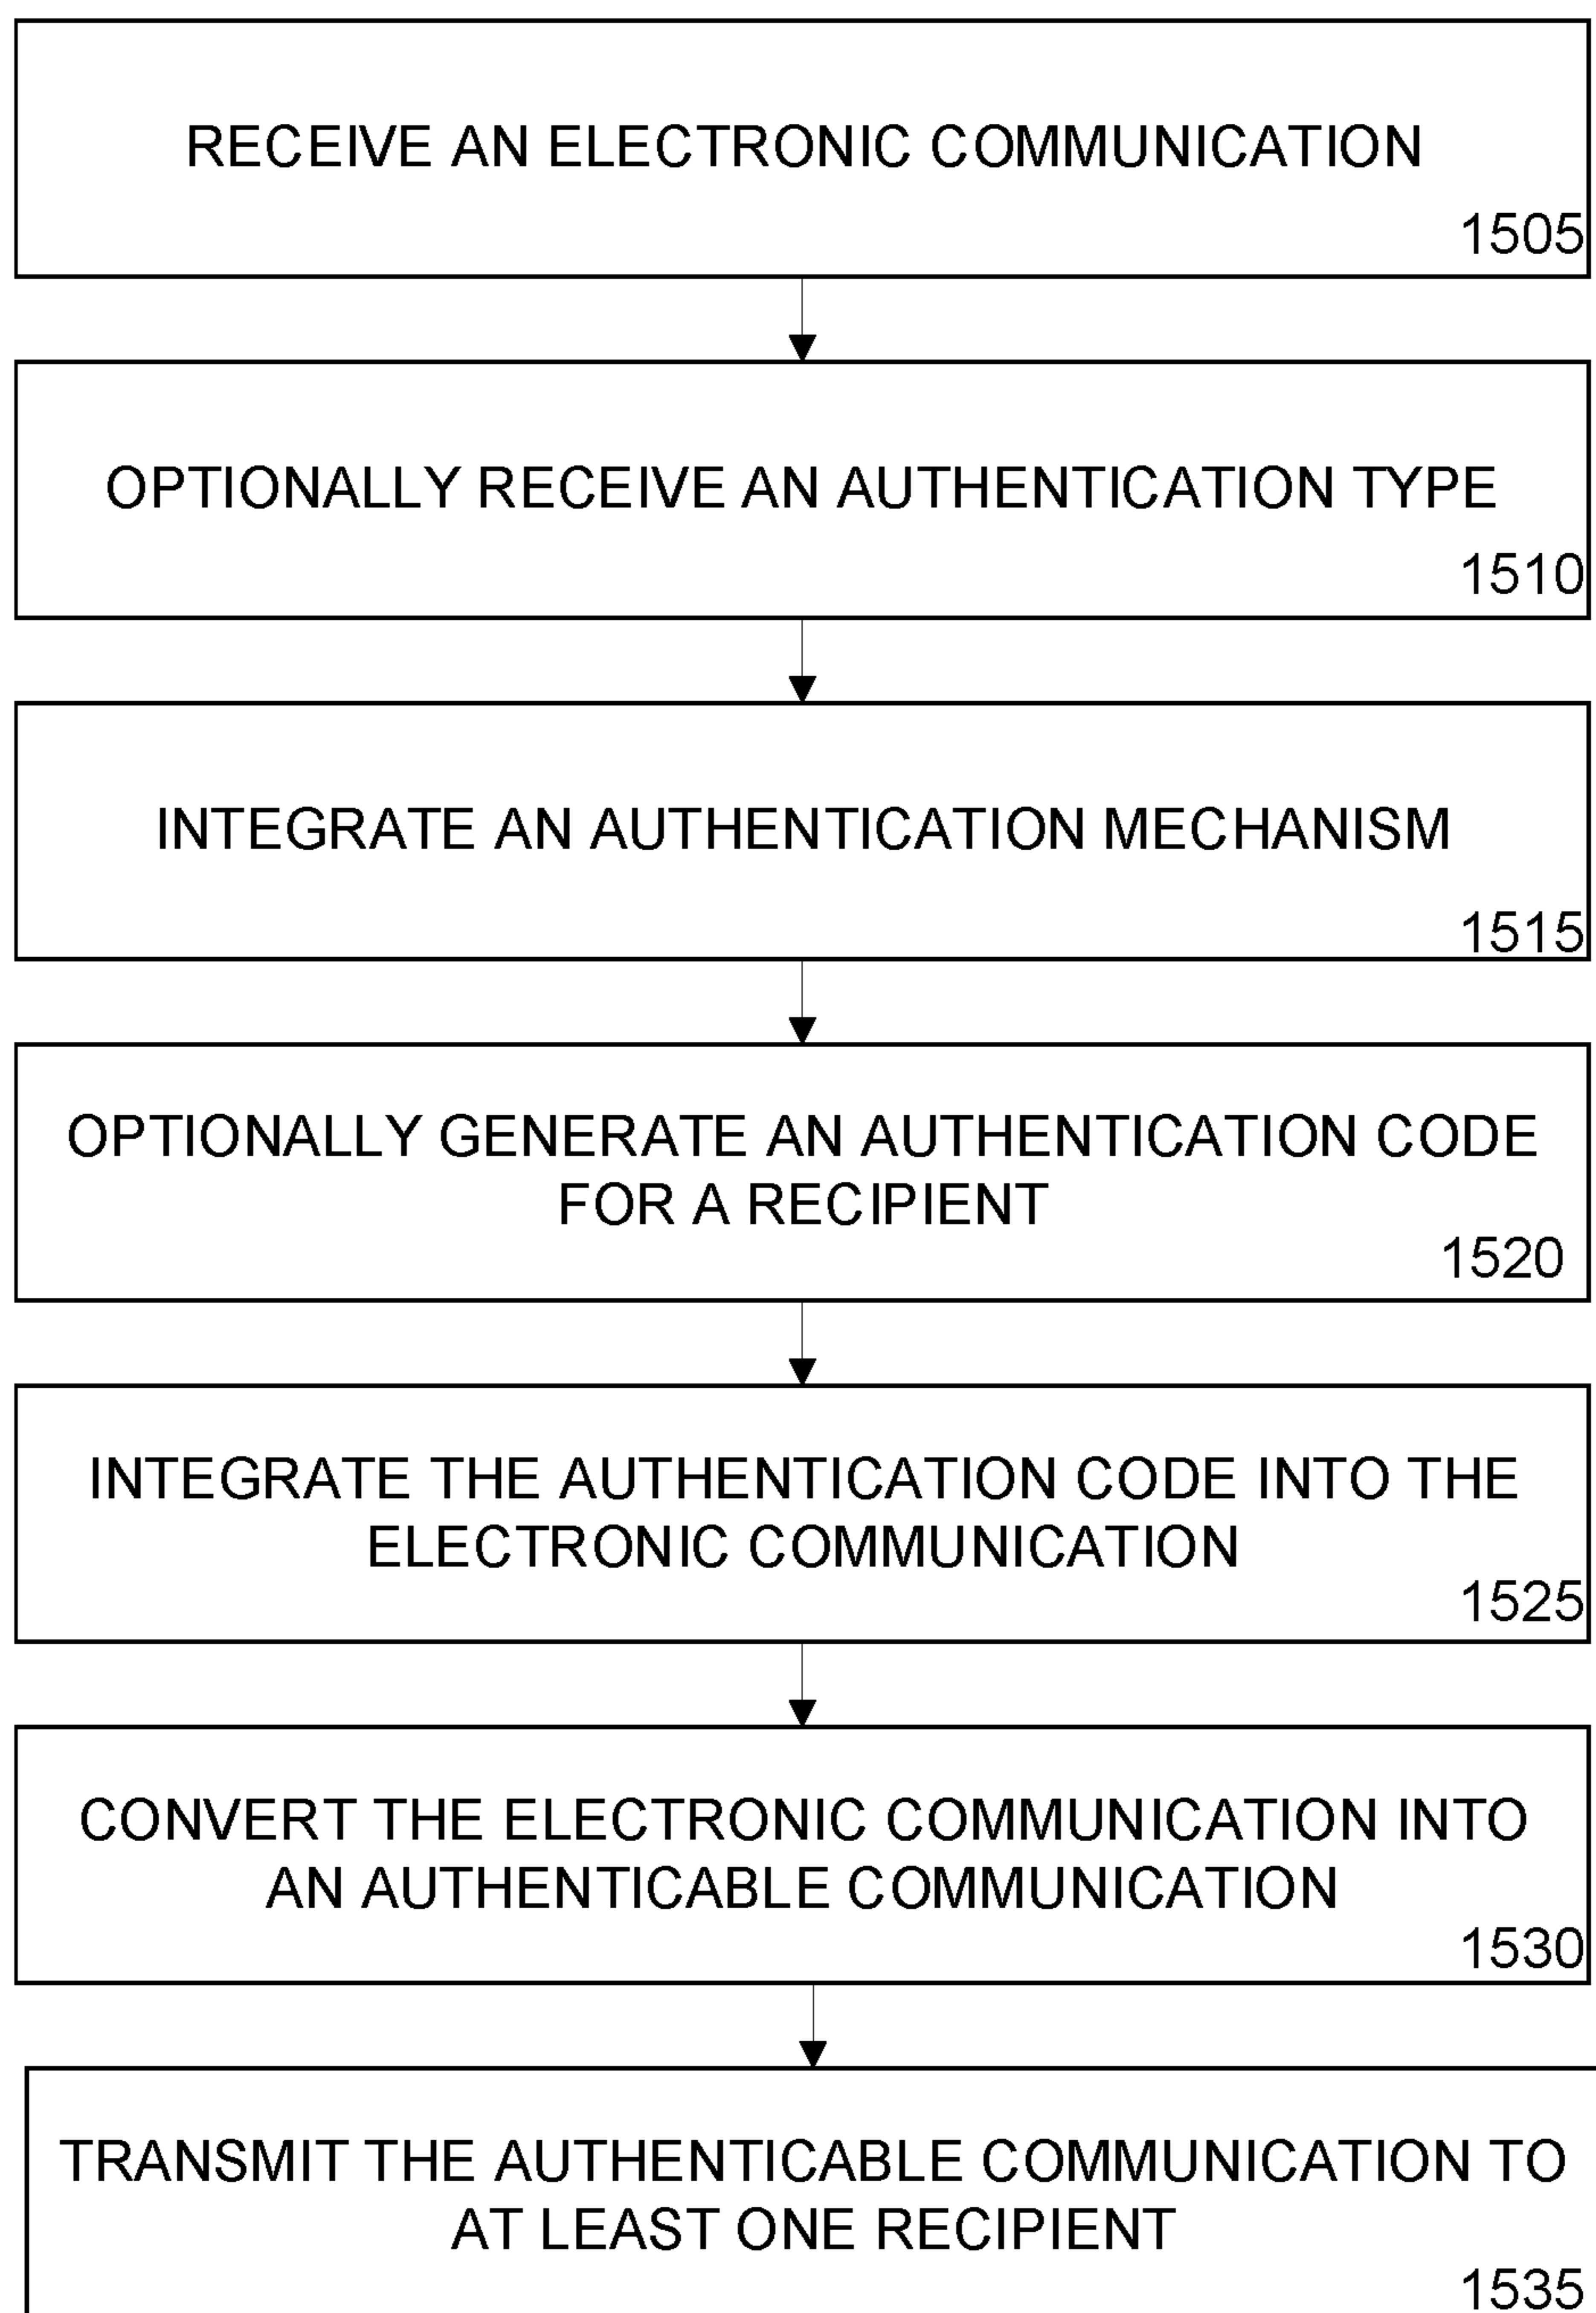 RECEIVE AN ELECTRONIC COMMUNICATION
1505
OPTIONALLY RECEIVE AN AUTHENTICATION TYPE
1510
INTEGRATE AN AUTHENTICATION MECHANISM
1515
OPTIONALLY GENERATE AN AUTHENTICATION CODE
FOR A RECIPIENT
1520
INTEGRATE THE AUTHENTICATION CODE INTO THE
ELECTRONIC COMMUNICATION
1525
CONVERT THE ELECTRONIC COMMUNICATION INTO
AN AUTHENTICABLE COMMUNICATION
1530
TRANSMIT THE AUTHENTICABLE COMMUNICATION TO
AT LEAST ONE RECIPIENT
1535